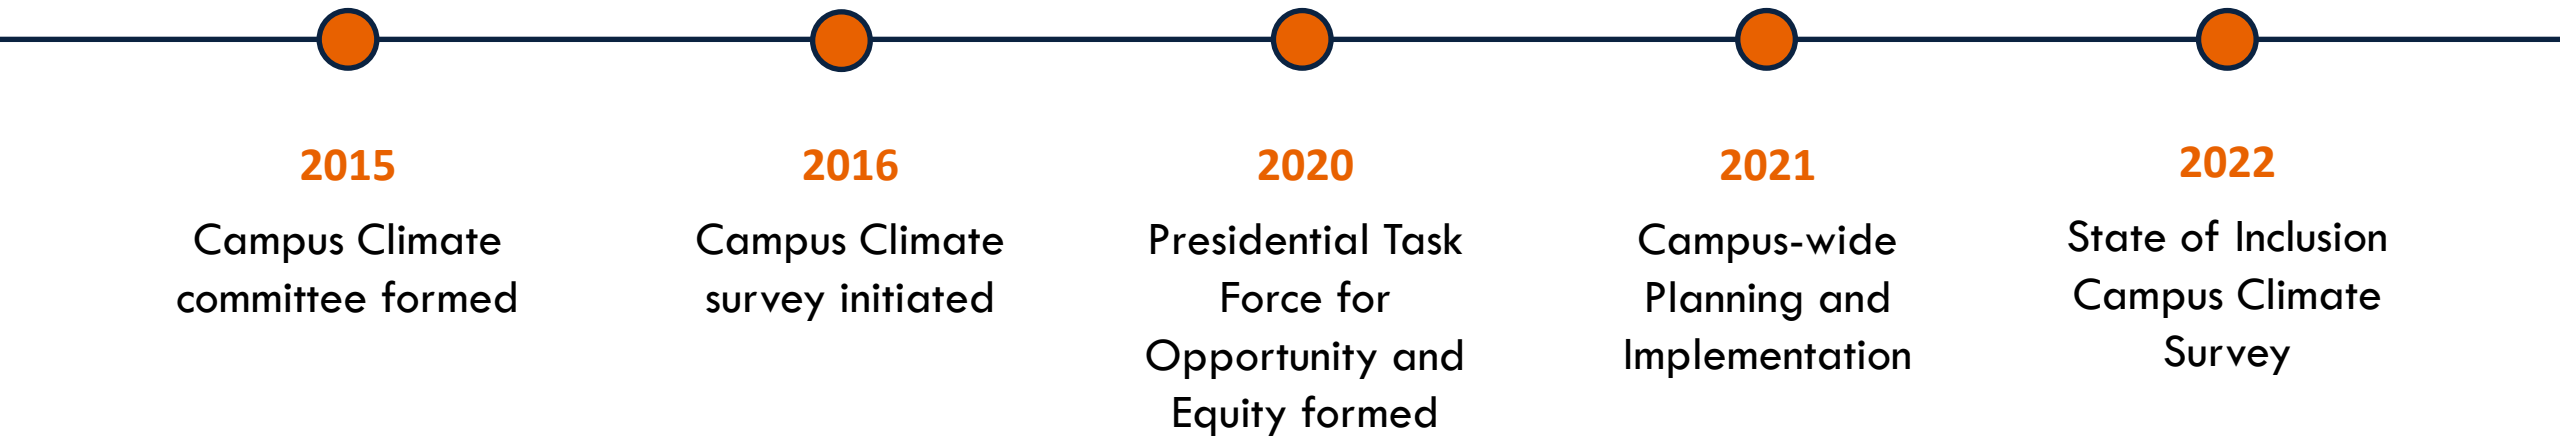 2015
Campus Climate
committee formed
2016
Campus Climate
survey initiated
2020
Presidential Task
Force for
Opportunity and
Equity formed
2021
Campus-wide
Planning and
Implementation
2022
State of Inclusion
Campus Climate
Survey